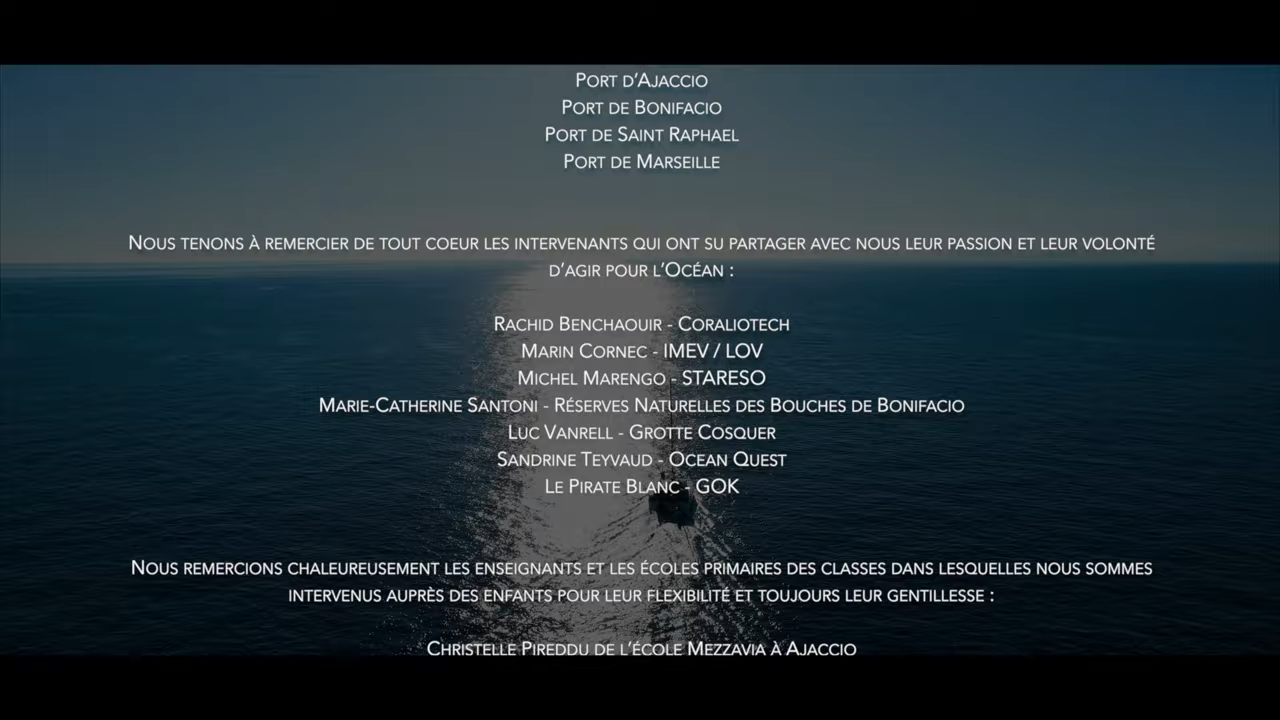 Port d'Ajaccio
Port de Bonifacio
Port de Saint Raphael
Port de Marseille
Nous tenons à remercier de tout coeur les intervenants qui ont su partager avec nous leur passion et leur volonté
d'agir pour l'Océan :
Rachid Benchaouir - Coraliotech
Marin Cornec - IMEV / LOV
Michel Marengo - STARESO
Marie-Catherine Santoni - Réserves Naturelles des Bouches de Bonifacio
Luc Vanrell - Grotte Cosquer
Sandrine Teyvaud - Ocean Quest
Le Pirate Blanc - GOK
Nous remercions chaleureusement les enseignants et les écoles primaires des classes dans lesquelles nous sommes
intervenus auprès des enfants pour leur flexibilité et toujours leur gentillesse :
Christelle Pireddu de l'école Mezzavia à Ajaccio